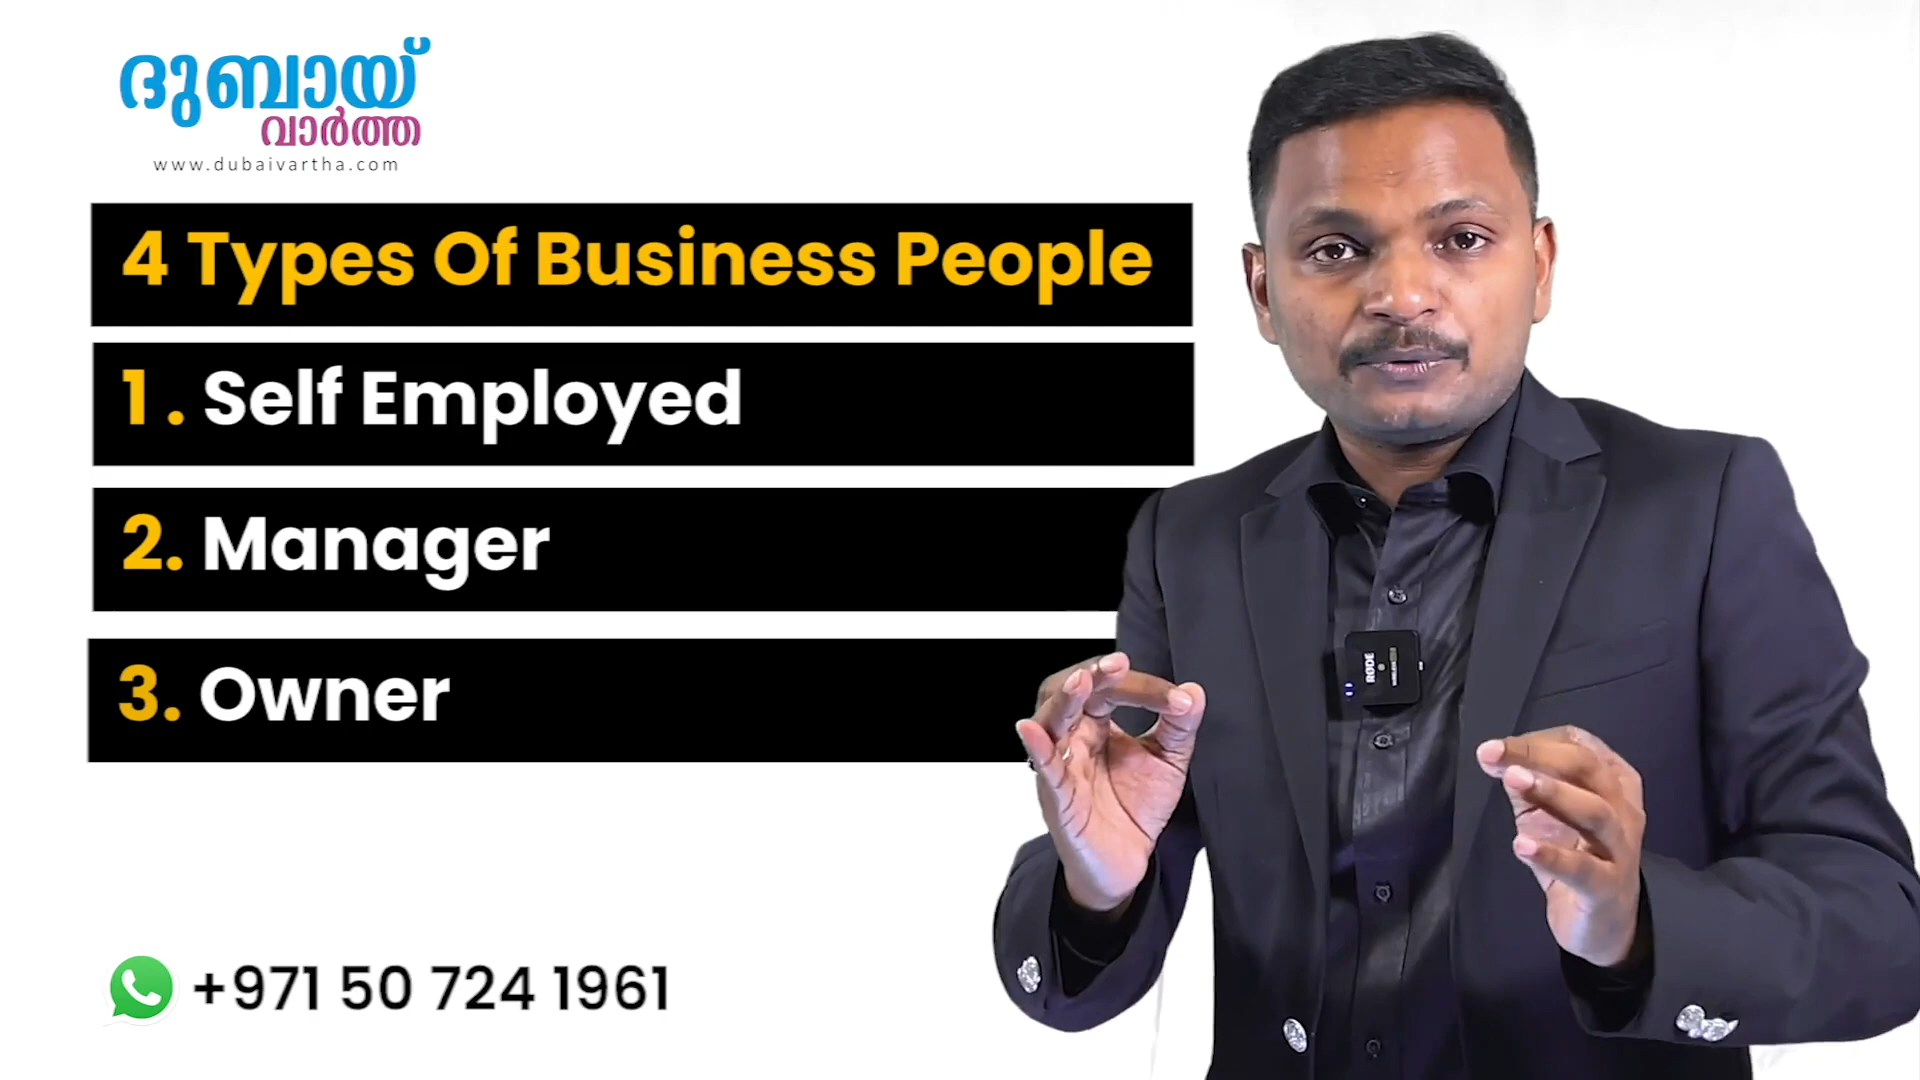 ദുബായ്
വാർത്ത
www.dubaivartha.com
4 Types Of Business People
1. Self Employed
2. Manager
3. Owner
+971 50 724 1961
RØDE